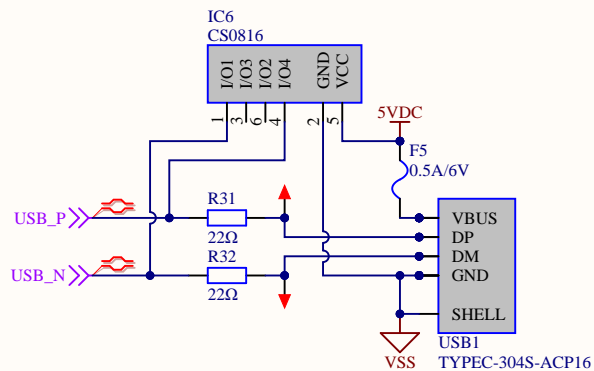 IC6
CS0816
I/O1
I/O3
I/O2
I/O4
GND
VCC
1
3
6
4
2
5
5VDC
F5
0.5A/6V
USB_P
R31
22Ω
USB_N
R32
22Ω
VBUS
DP
DM
GND
SHELL
USB1
TYPEC-304S-ACP16
VSS